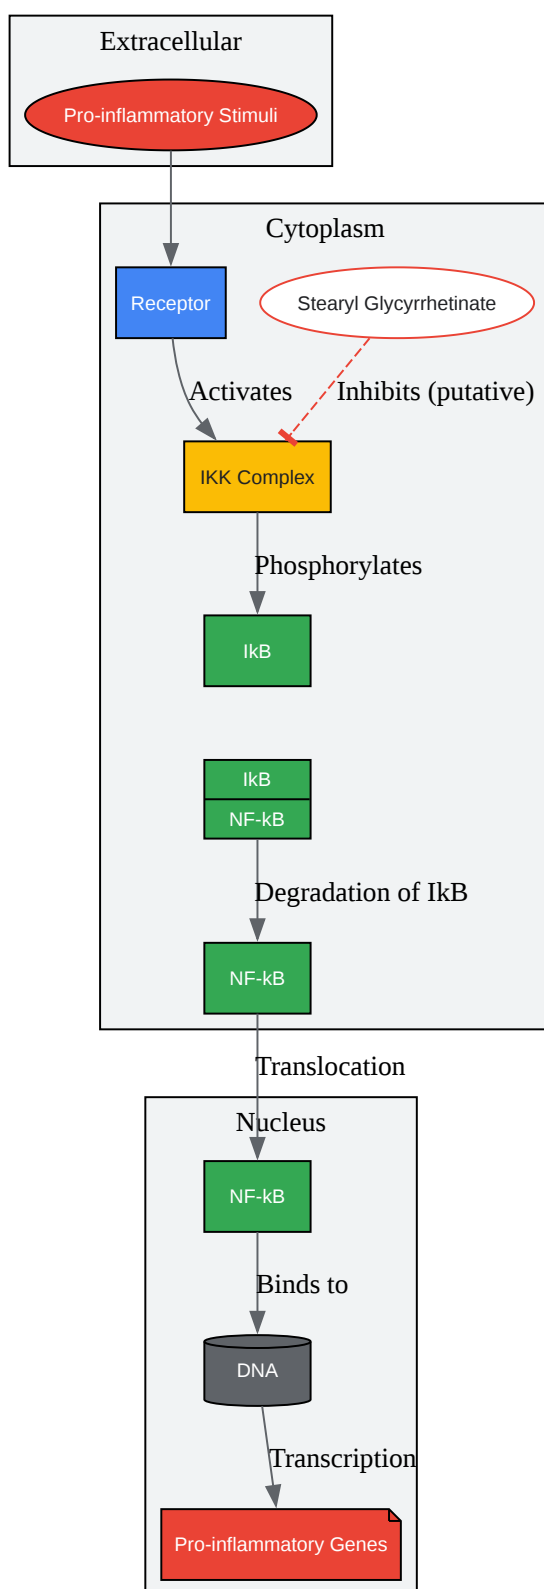 Extracellular
Pro-inflammatory Stimuli
Cytoplasm
Receptor
Stearyl Glycyrrhetinate
Activates
Inhibits (putative)
IKK Complex
Phosphorylates
IkB
IkB
NF-kB
Degradation of IkB
NF-kB
Translocation
Nucleus
NF-kB
Binds to
DNA
Transcription
Pro-inflammatory Genes